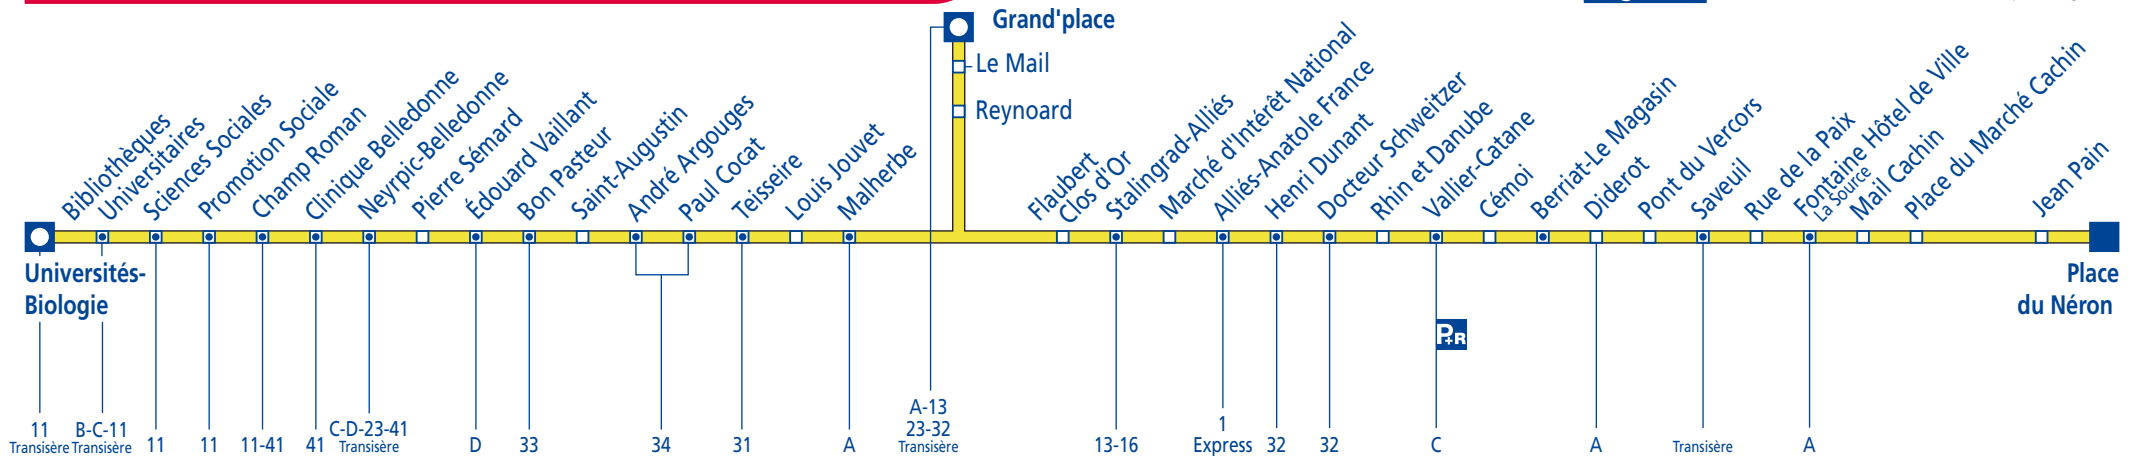 Grand'place
Le Mail
Reynoard
Bibliothèques
Universitaires
Sciences Sociales
Promotion Sociale
Champ Roman
Clinique Belledonne
Neyrpic-Belledonne
Pierre Sémard
Édouard Vaillant
Bon Pasteur
Saint-Augustin
André Argouges
Paul Cocat
Teisseire
Louis Jouvet
Malherbe
Flaubert
Clos d'Or
Stalingrad-Alliés
Marché d'Intérêt National
Alliés-Anatole France
Henri Dunant
Docteur Schweitzer
Rhin et Danube
Vallier-Catane
Cémoi
Berriat-Le Magasin
Diderot
Pont du Vercors
Saveuil
Rue de la Paix
Fontaine Hôtel de Ville
La Source
Mail Cachin
Place du Marché Cachin
Jean Pain
Universités-
Biologie
Place
du Néron
P+R
11
Transisère
B-C-11
Transisère
11
11
11-41
41
C-D-23-41
Transisère
D
33
34
31
A
A-13
23-32
Transisère
13-16
1
Express
32
32
C
A
Transisère
A